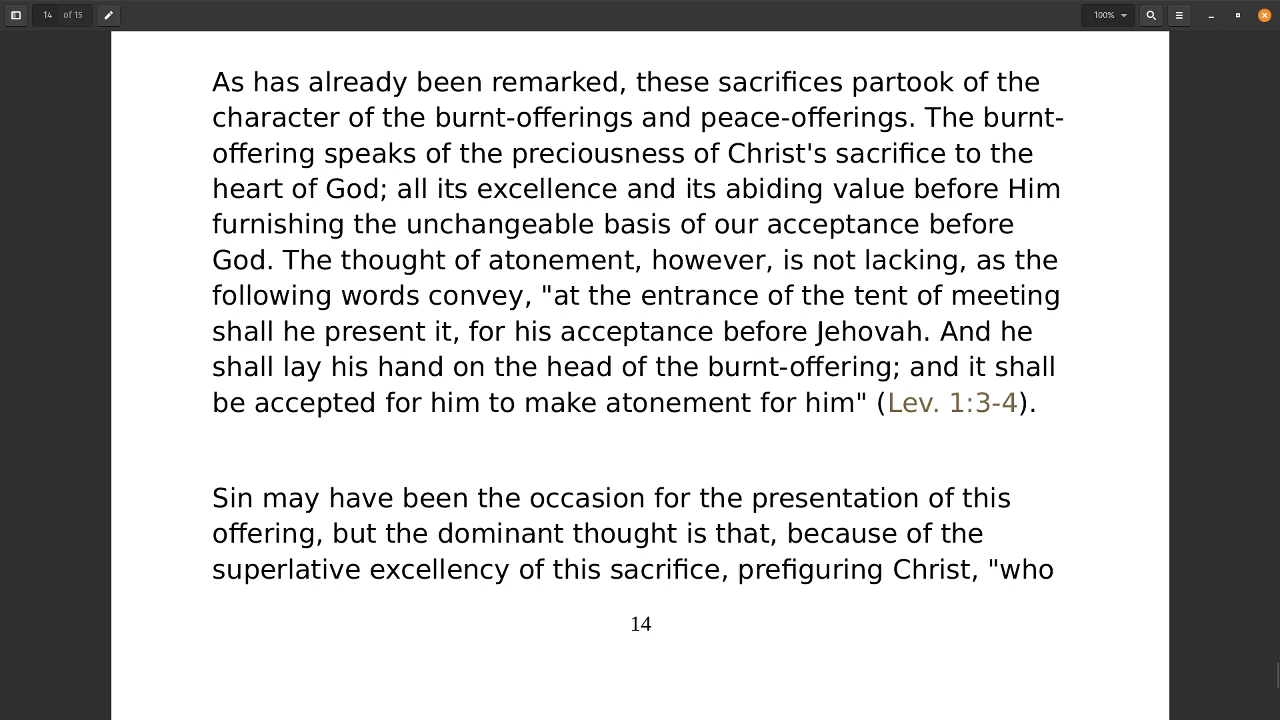 14 of 15
100%
As has already been remarked, these sacrifices partook of the
character of the burnt-offerings and peace-offerings. The burnt-
offering speaks of the preciousness of Christ's sacrifice to the
heart of God; all its excellence and its abiding value before Him
furnishing the unchangeable basis of our acceptance before
God. The thought of atonement, however, is not lacking, as the
following words convey, "at the entrance of the tent of meeting
shall he present it, for his acceptance before Jehovah. And he
shall lay his hand on the head of the burnt-offering; and it shall
be accepted for him to make atonement for him" (Lev. 1:3-4).
Sin may have been the occasion for the presentation of this
offering, but the dominant thought is that, because of the
superlative excellency of this sacrifice, prefiguring Christ, "who
14